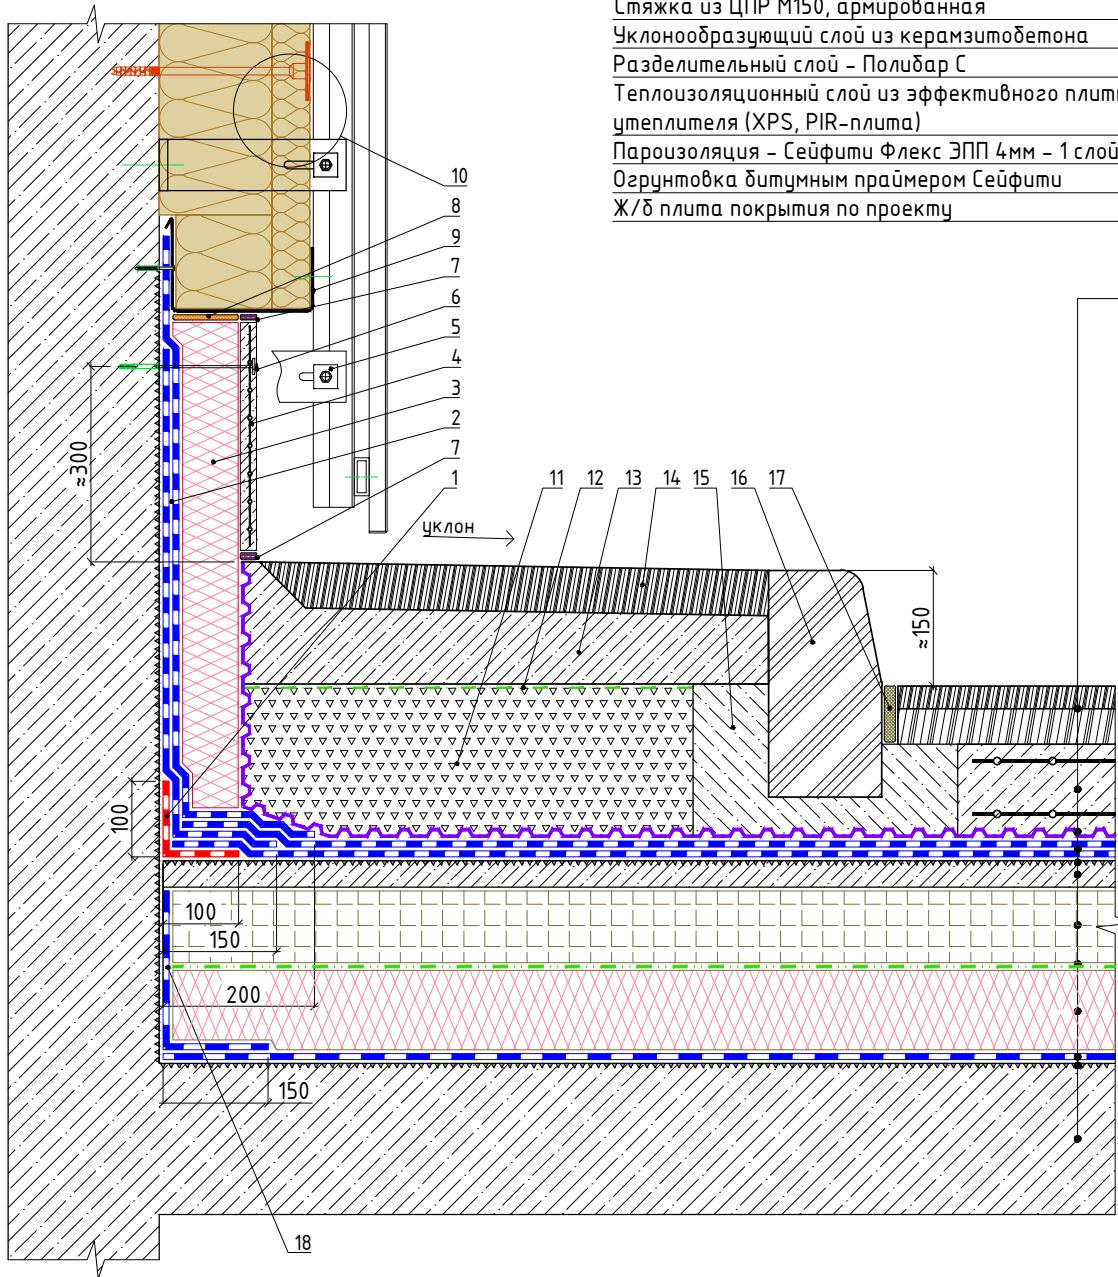 Стяжка из ЦПР М150, армированная
Уклонообразующий слой из керамзитобетона
Разделительный слой – Полибар С
Теплоизоляционный слой из эффективного плитн
утеплителя (XPS, PIR-плита)
Пароизоляция – Сейфити Флекс ЭПП 4мм – 1 слой
Огрунтовка битумным праймером Сейфити
Ж/б плита покрытия по проекту
10
8
9
7
6
5
4
3
2
7
1
11 12 13 14 15 16 17
уклон
≈300
≈150
100
100
150
200
150
18